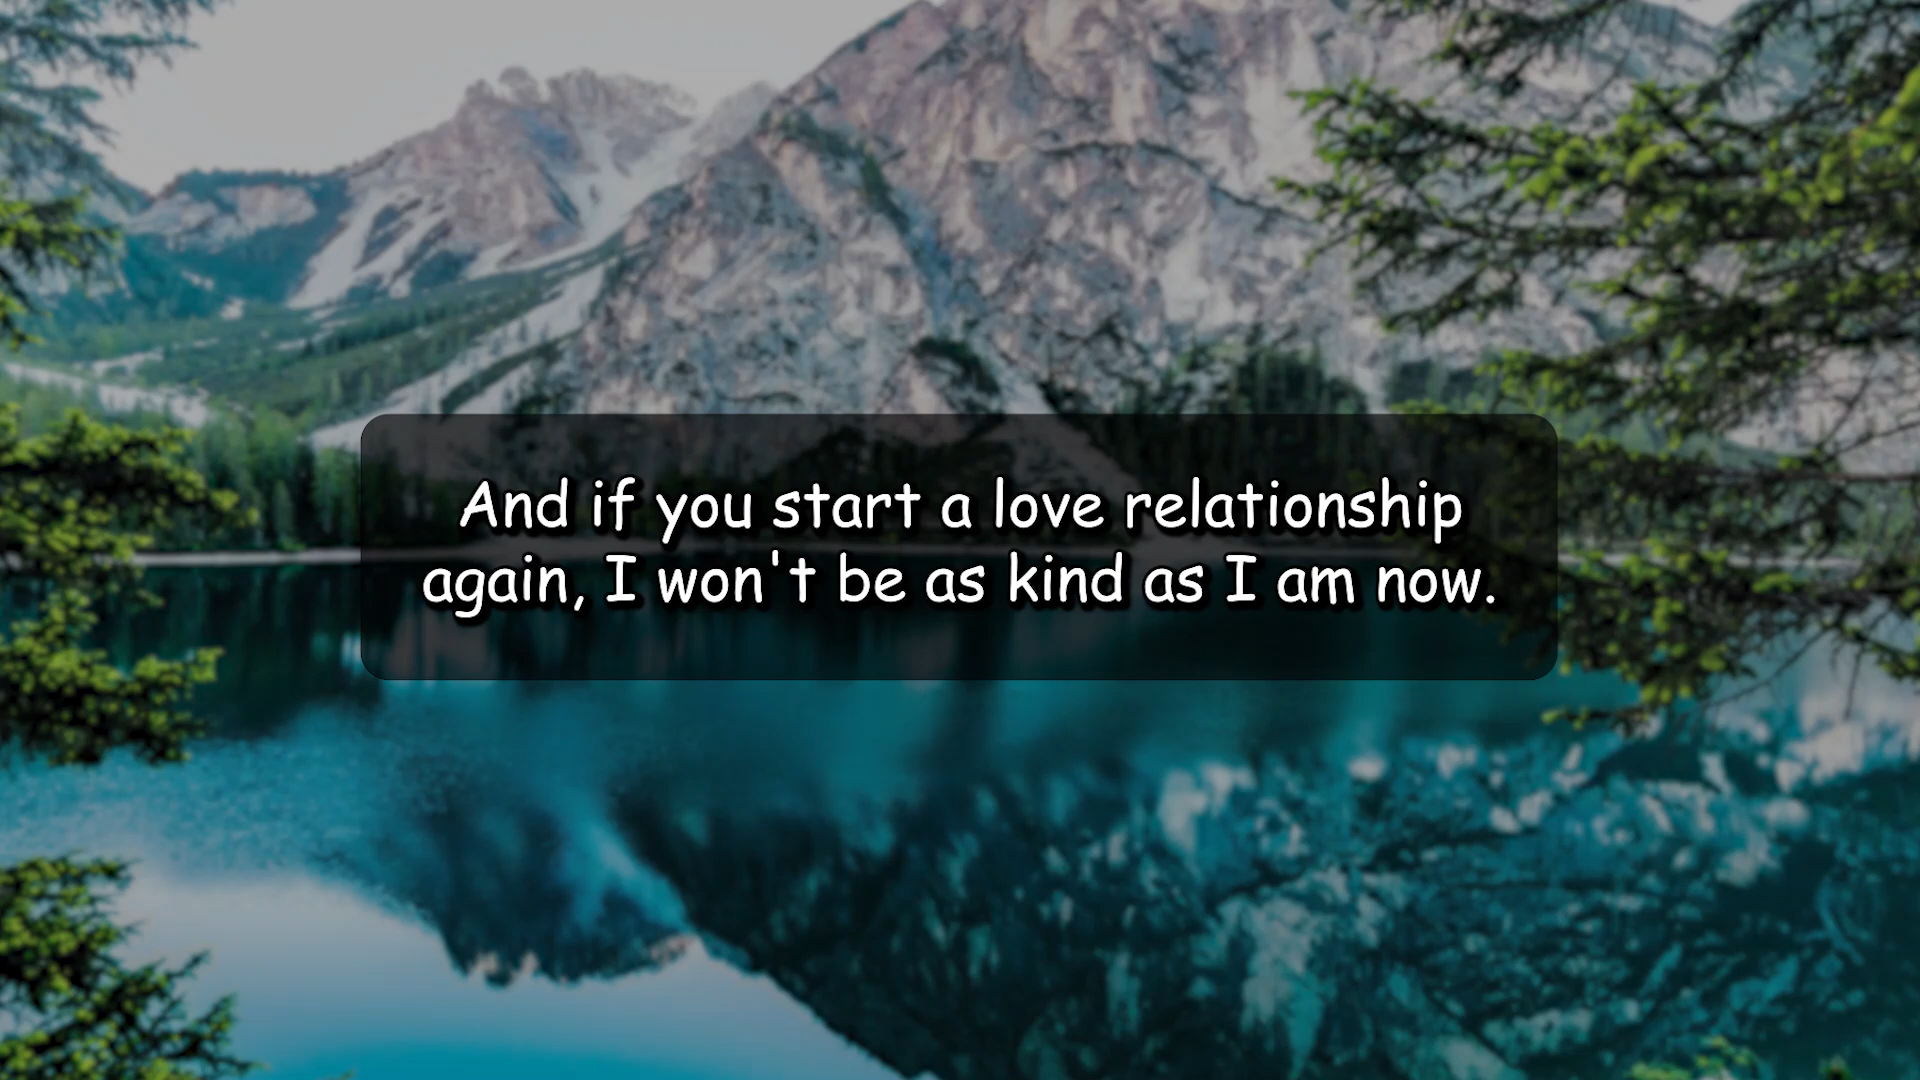 And if you start a love relationship
again, I won't be as kind as I am now.